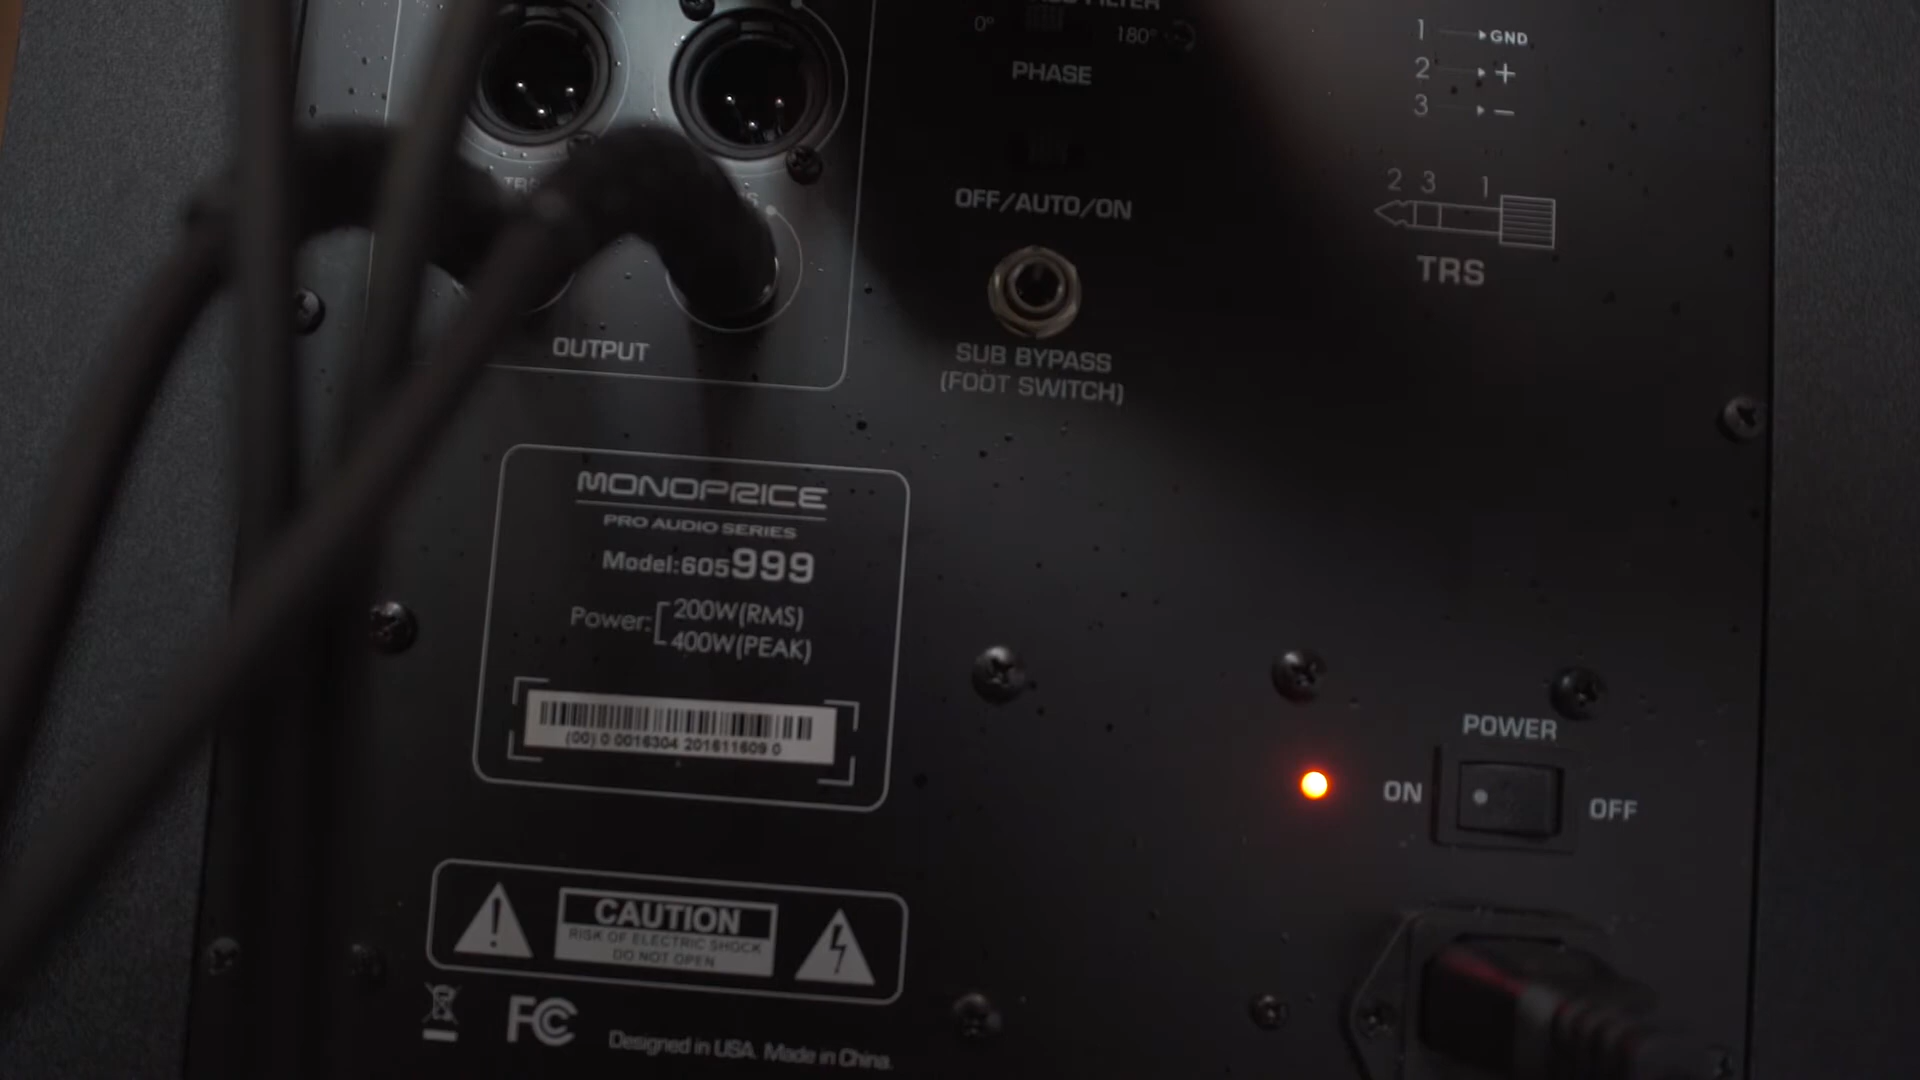 FILTER
0° 180°
PHASE
OFF/AUTO/ON
SUB BYPASS
(FOOT SWITCH)
1 GND
2 +
3 −
2 3 1
TRS
OUTPUT
MONOPRICE
PRO AUDIO SERIES
Model:605999
Power: 200W(RMS)
400W(PEAK)
(00) 0 0016304 201611609 0
POWER
ON OFF
CAUTION
RISK OF ELECTRIC SHOCK
DO NOT OPEN
FC
Designed in USA. Made in China.